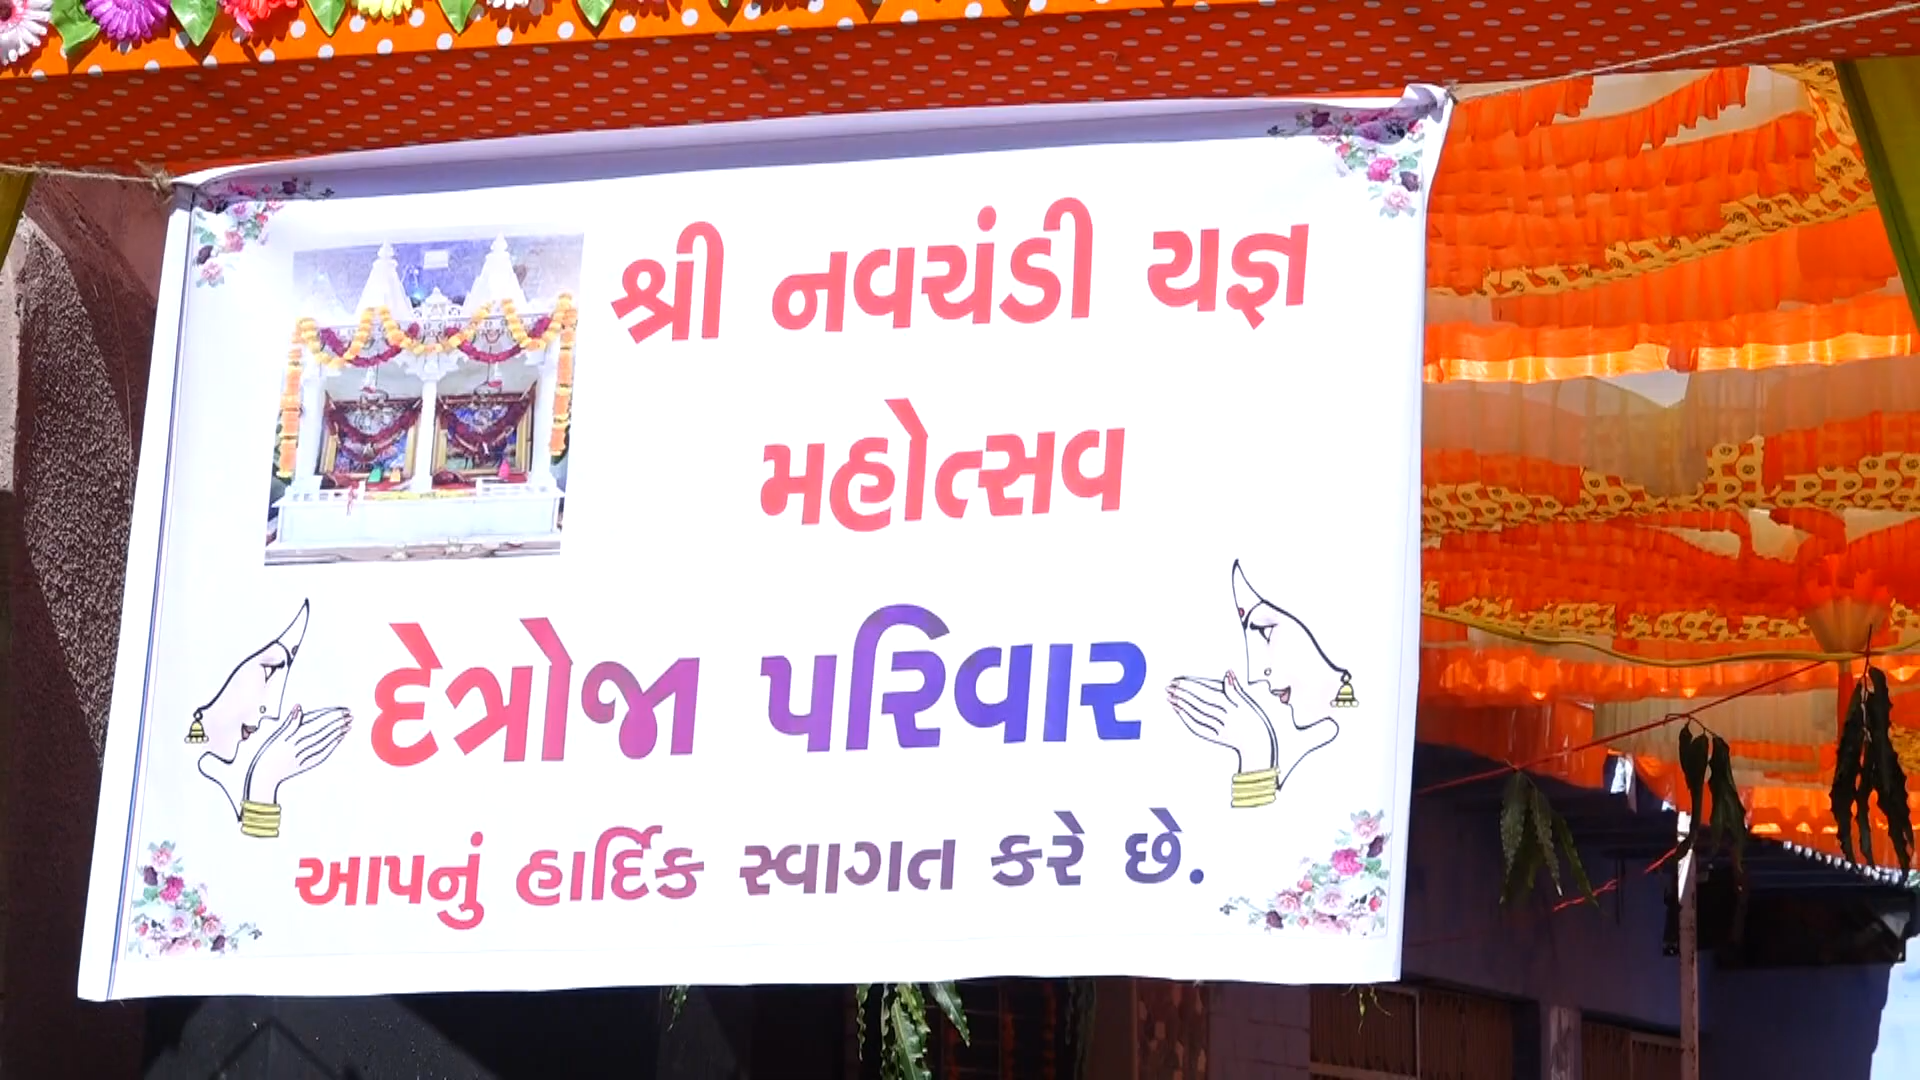 શ્રી નવચંડી યજ્ઞ
મહોત્સવ
દેત્રોજા પરિવાર
આપનું હાર્દિક સ્વાગત કરે છે.